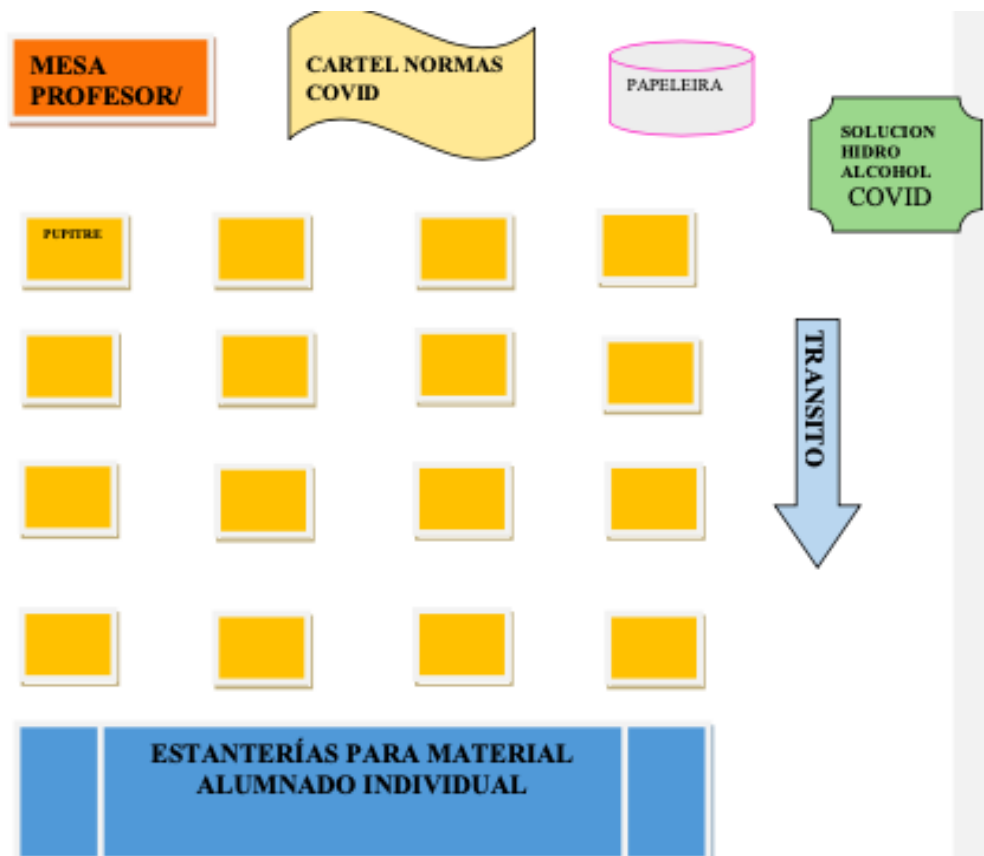 MESA
PROFESOR/
CARTEL NORMAS
COVID
PAPELEIRA
SOLUCION
HIDRO
ALCOHOL
COVID
PUPITRE
TRANSITO
ESTANTERÍAS PARA MATERIAL
ALUMNADO INDIVIDUAL